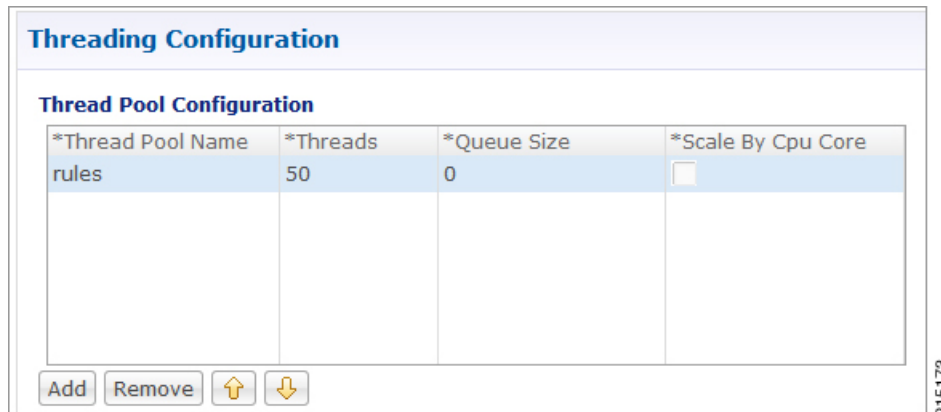 Threading Configuration
Thread Pool Configuration
*Thread Pool Name *Threads *Queue Size *Scale By Cpu Core
rules 50 0
Add Remove